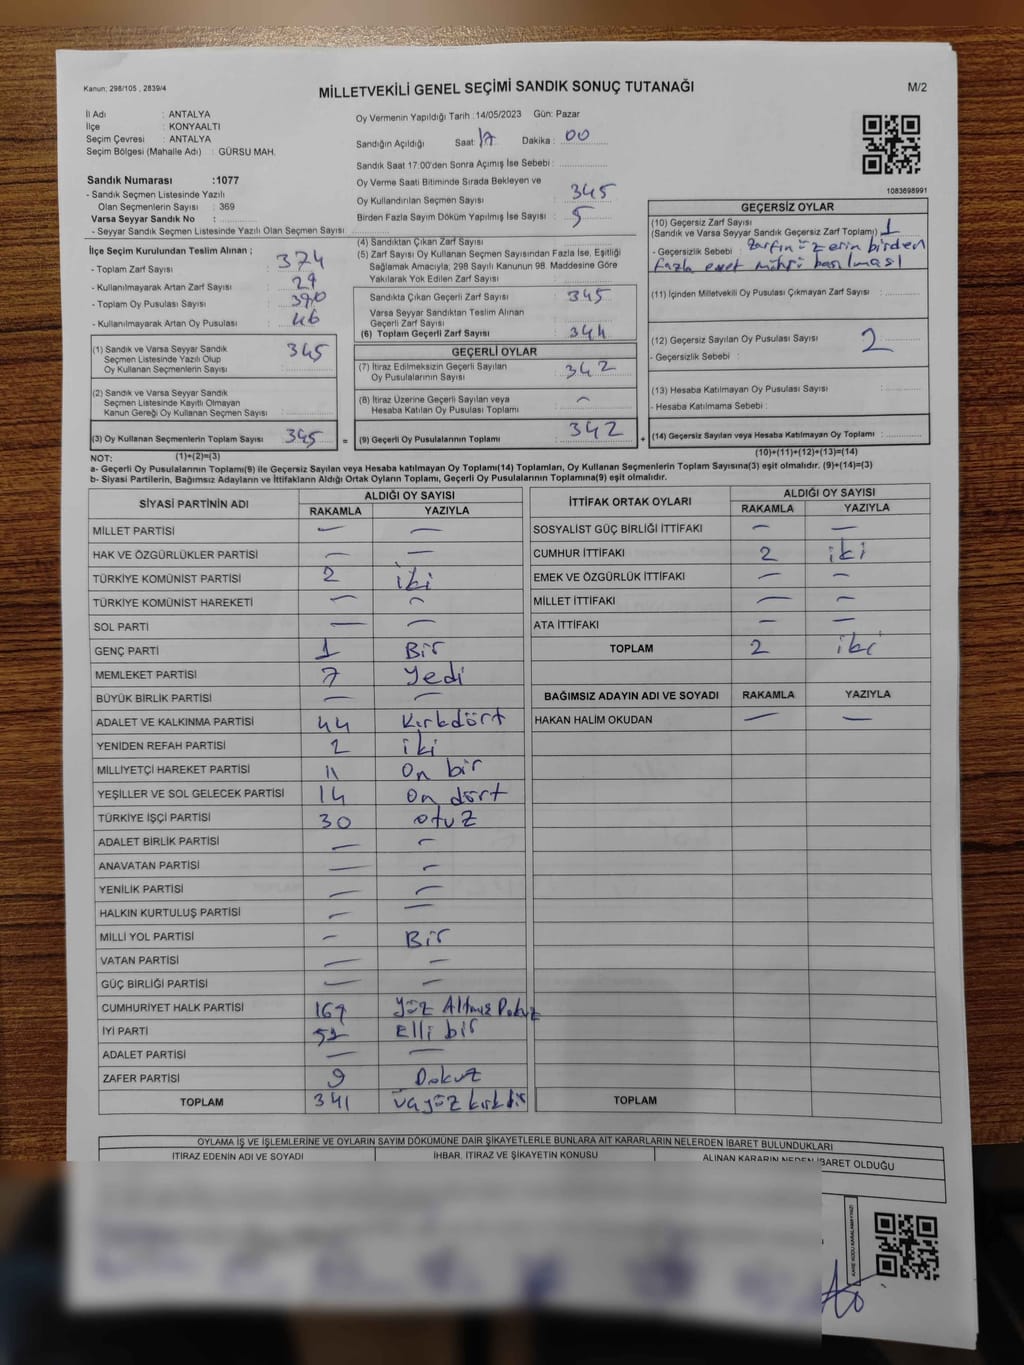 Kanun, 298/105 , 2839/4
MİLLETVEKİLİ GENEL SEÇİMİ SANDIK SONUÇ TUTANAĞI
M/2
İl Adı : ANTALYA
İlçe : KONYAALTI
Seçim Çevresi : ANTALYA
Seçim Bölgesi (Mahalle Adı) : GÜRSU MAH.
Sandık Numarası :1077
- Sandık Seçmen Listesinde Yazılı
Olan Seçmenlerin Sayısı : 369
Varsa Seyyar Sandık No :
- Seyyar Sandık Seçmen Listesinde Yazılı Olan Seçmen Sayısı
Oy Vermenin Yapıldığı Tarih :14/05/2023 Gün: Pazar
Sandığın Açıldığı Saat: 17 Dakika : 00
Sandık Saat 17:00'den Sonra Açımış İse Sebebi :
Oy Verme Saati Bitiminde Sırada Bekleyen ve
Oy Kullandırılan Seçmen Sayısı : 345
Birden Fazla Sayım Döküm Yapılmış İse Sayısı : 5
1083698991
İlçe Seçim Kurulundan Teslim Alınan ;
- Toplam Zarf Sayısı : 374
- Kullanılmayarak Artan Zarf Sayısı : 29
- Toplam Oy Pusulası Sayısı : 390
- Kullanılmayarak Artan Oy Pusulası : 46
(1) Sandık ve Varsa Seyyar Sandık
Seçmen Listesinde Yazılı Olup
Oy Kullanan Seçmenlerin Sayısı : 345
(2) Sandık ve Varsa Seyyar Sandık
Seçmen Listesinde Kayıtlı Olmayan
Kanun Gereği Oy Kullanan Seçmen Sayısı :
(3) Oy Kullanan Seçmenlerin Toplam Sayısı : 345
(4) Sandıktan Çıkan Zarf Sayısı :
(5) Zarf Sayısı Oy Kullanan Seçmen Sayısından Fazla İse, Eşitliği
Sağlamak Amacıyla, 298 Sayılı Kanunun 98. Maddesine Göre
Yakılarak Yok Edilen Zarf Sayısı :
Sandıkta Çıkan Geçerli Zarf Sayısı : 345
Varsa Seyyar Sandıktan Teslim Alınan
Geçerli Zarf Sayısı :
(6) Toplam Geçerli Zarf Sayısı : 344
GEÇERLİ OYLAR
(7) İtiraz Edilmeksizin Geçerli Sayılan
Oy Pusulalarının Sayısı : 342
(8) İtiraz Üzerine Geçerli Sayılan veya
Hesaba Katılan Oy Pusulası Toplamı : -
= (9) Geçerli Oy Pusulalarının Toplamı : 342
GEÇERSİZ OYLAR
(10) Geçersiz Zarf Sayısı
(Sandık ve Varsa Seyyar Sandık Geçersiz Zarf Toplamı) : 1
- Geçersizlik Sebebi : Zarfın üzerin birden
fazla evet mührü basılması
(11) İçinden Milletvekili Oy Pusulası Çıkmayan Zarf Sayısı :
(12) Geçersiz Sayılan Oy Pusulası Sayısı : 2
- Geçersizlik Sebebi :
(13) Hesaba Katılmayan Oy Pusulası Sayısı :
- Hesaba Katılmama Sebebi :
+ (14) Geçersiz Sayılan veya Hesaba Katılmayan Oy Toplamı :
NOT: (1)+(2)=(3)
(10)+(11)+(12)+(13)=(14)
a- Geçerli Oy Pusulalarının Toplamı(9) ile Geçersiz Sayılan veya Hesaba katılmayan Oy Toplamı(14) Toplamları, Oy Kullanan Seçmenlerin Toplam Sayısına(3) eşit olmalıdır. (9)+(14)=(3)
b- Siyasi Partilerin, Bağımsız Adayların ve İttifakların Aldığı Ortak Oyların Toplamı, Geçerli Oy Pusulalarının Toplamına(9) eşit olmalıdır.
SİYASİ PARTİNİN ADI ALDIĞI OY SAYISI
RAKAMLA YAZIYLA
MİLLET PARTİSİ - -
HAK VE ÖZGÜRLÜKLER PARTİSİ - -
TÜRKİYE KOMÜNİST PARTİSİ 2 iki
TÜRKİYE KOMÜNİST HAREKETİ - -
SOL PARTİ - -
GENÇ PARTİ 1 Bir
MEMLEKET PARTİSİ 7 Yedi
BÜYÜK BİRLİK PARTİSİ - -
ADALET VE KALKINMA PARTİSİ 44 Kırkdört
YENİDEN REFAH PARTİSİ 2 iki
MİLLİYETÇİ HAREKET PARTİSİ 11 On bir
YEŞİLLER VE SOL GELECEK PARTİSİ 14 On dört
TÜRKİYE İŞÇİ PARTİSİ 30 otuz
ADALET BİRLİK PARTİSİ - -
ANAVATAN PARTİSİ - -
YENİLİK PARTİSİ - -
HALKIN KURTULUŞ PARTİSİ - -
MİLLİ YOL PARTİSİ - Bir
VATAN PARTİSİ - -
GÜÇ BİRLİĞİ PARTİSİ - -
CUMHURİYET HALK PARTİSİ 169 Yüz Altmış Dokuz
İYİ PARTİ 51 Elli bir
ADALET PARTİSİ - -
ZAFER PARTİSİ 9 Dokuz
TOPLAM 341 üçyüz kırkbir
İTTİFAK ORTAK OYLARI ALDIĞI OY SAYISI
RAKAMLA YAZIYLA
SOSYALİST GÜÇ BİRLİĞİ İTTİFAKI - -
CUMHUR İTTİFAKI 2 iki
EMEK VE ÖZGÜRLÜK İTTİFAKI - -
MİLLET İTTİFAKI - -
ATA İTTİFAKI - -
TOPLAM 2 iki
BAĞIMSIZ ADAYIN ADI VE SOYADI RAKAMLA YAZIYLA
HAKAN HALİM OKUDAN - -
TOPLAM
OYLAMA İŞ VE İŞLEMLERİNE VE OYLARIN SAYIM DÖKÜMÜNE DAİR ŞİKAYETLERLE BUNLARA AİT KARARLARIN NELERDEN İBARET BULUNDUKLARI
İTİRAZ EDENİN ADI VE SOYADI İHBAR, İTİRAZ VE ŞİKAYETİN KONUSU ALINAN KARARIN NEDEN İBARET OLDUĞU